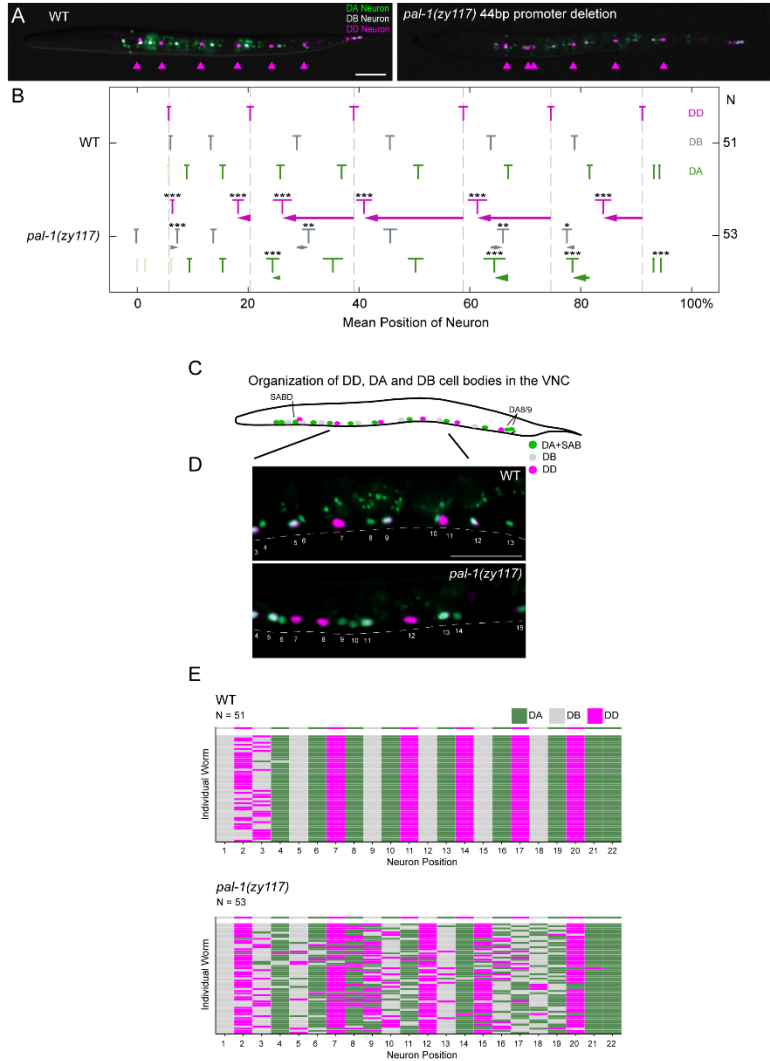 A
WT
DA Neuron
DB Neuron
DD Neuron
pal-1(zy117) 44bp promoter deletion
B
N
DD
WT
DB
51
DA
*** *** *** *** *** ***
pal-1(zy117)
*** ** ** *
53
*** *** *** ***
0 20 40 60 80 100%
Mean Position of Neuron
C
Organization of DD, DA and DB cell bodies in the VNC
SABD
DA8/9
DA+SAB
DB
DD
D
WT
3 4 5 6 7 8 9 10 11 12 13
pal-1(zy117)
4 5 6 7 8 9 10 11 12 13 14 15
E
WT
N = 51
DA DB DD
Individual Worm
1 2 3 4 5 6 7 8 9 10 11 12 13 14 15 16 17 18 19 20 21 22
Neuron Position
pal-1(zy117)
N = 53
Individual Worm
1 2 3 4 5 6 7 8 9 10 11 12 13 14 15 16 17 18 19 20 21 22
Neuron Position